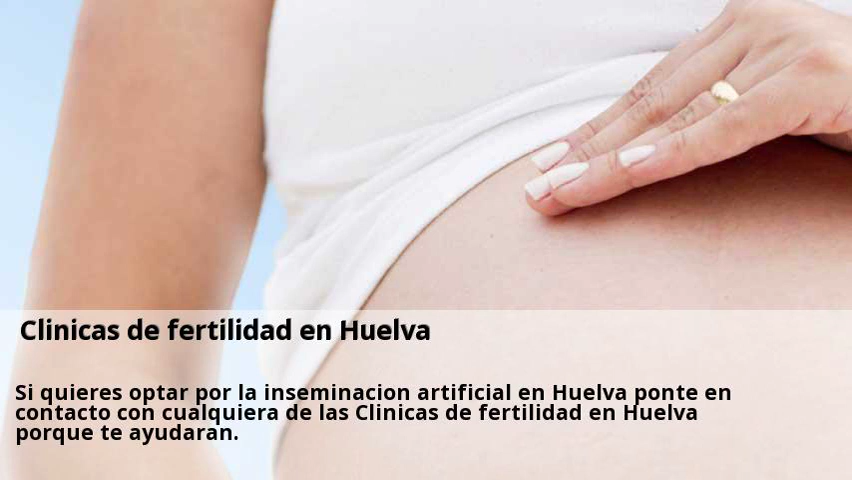 Clinicas de fertilidad en Huelva
Si quieres optar por la inseminacion artificial en Huelva ponte en
contacto con cualquiera de las Clinicas de fertilidad en Huelva
porque te ayudaran.